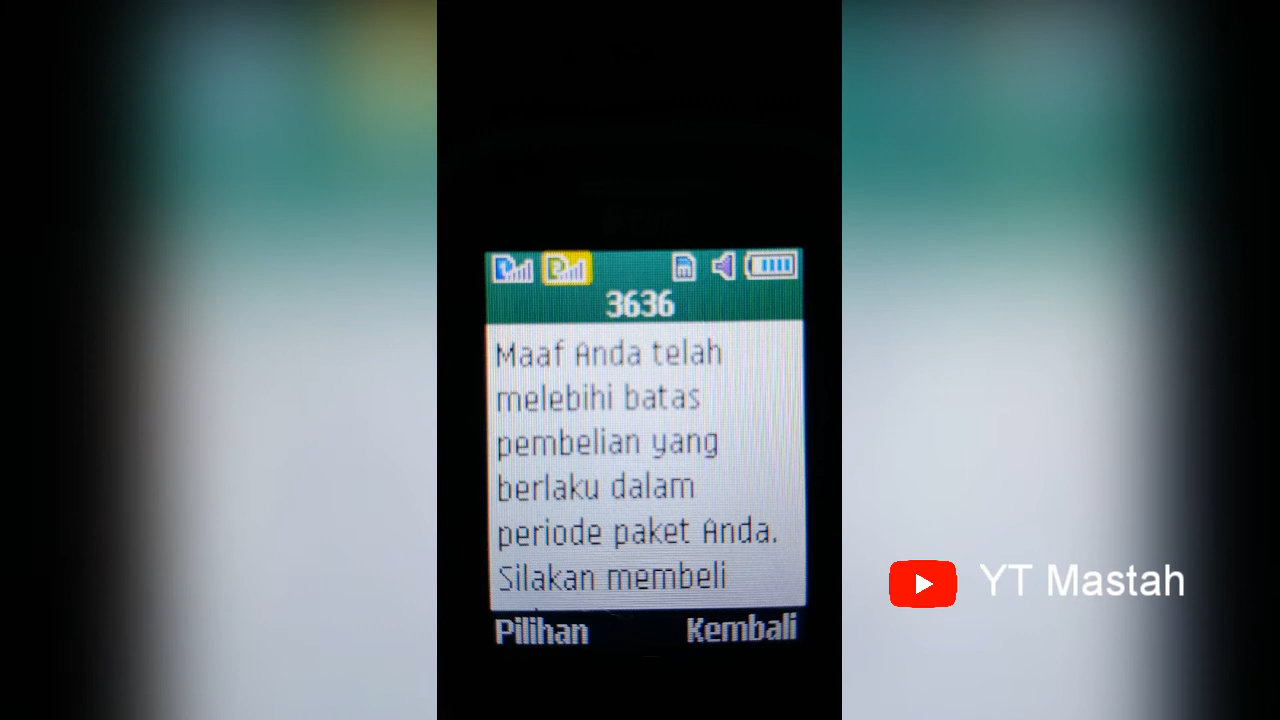 3636
Maaf Anda telah
melebihi batas
pembelian yang
berlaku dalam
periode paket Anda.
Silakan membeli
Pilihan Kembali
YT Mastah